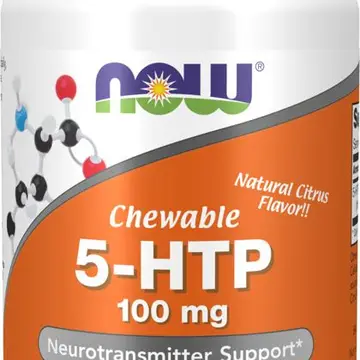 NOW®
Natural Citrus
Flavor!!
Chewable
5-HTP
100 mg
Neurotransmitter Support*